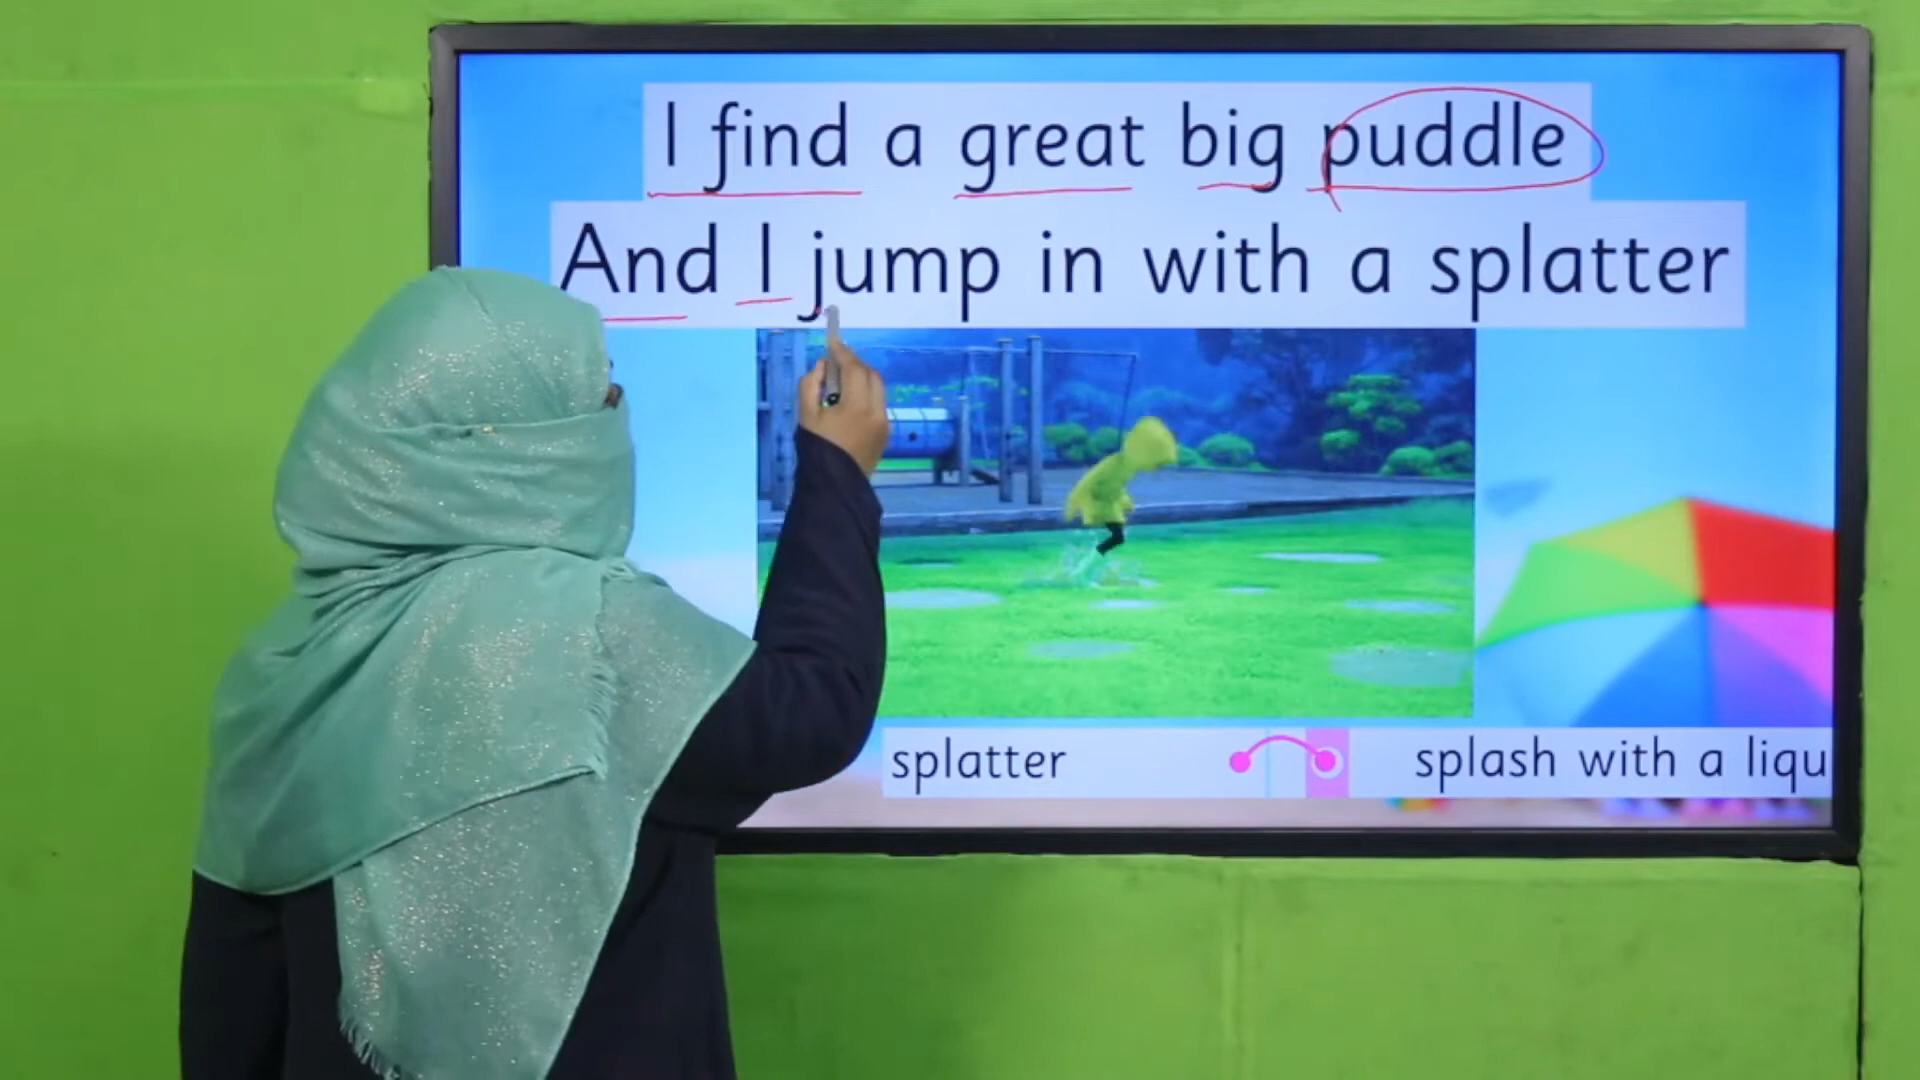 I find a great big puddle
And I jump in with a splatter
splatter
splash with a liqu